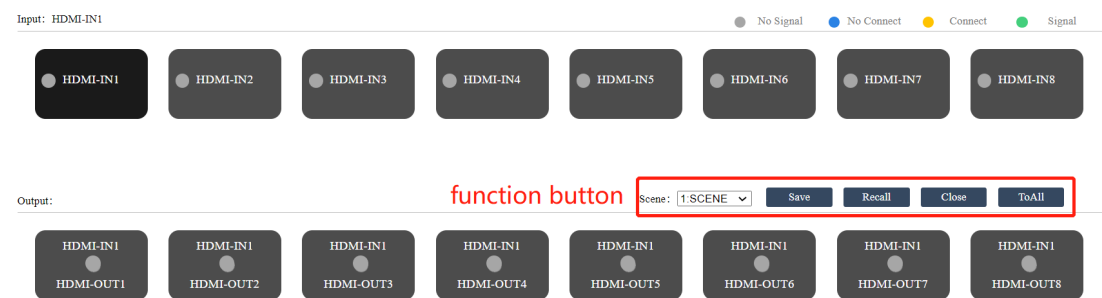 Input: HDMI-IN1
No Signal No Connect Connect Signal
HDMI-IN1 HDMI-IN2 HDMI-IN3 HDMI-IN4 HDMI-IN5 HDMI-IN6 HDMI-IN7 HDMI-IN8
Output: function button Scene: 1:SCENE Save Recall Close ToAll
HDMI-IN1 HDMI-IN1 HDMI-IN1 HDMI-IN1 HDMI-IN1 HDMI-IN1 HDMI-IN1 HDMI-IN1
HDMI-OUT1 HDMI-OUT2 HDMI-OUT3 HDMI-OUT4 HDMI-OUT5 HDMI-OUT6 HDMI-OUT7 HDMI-OUT8